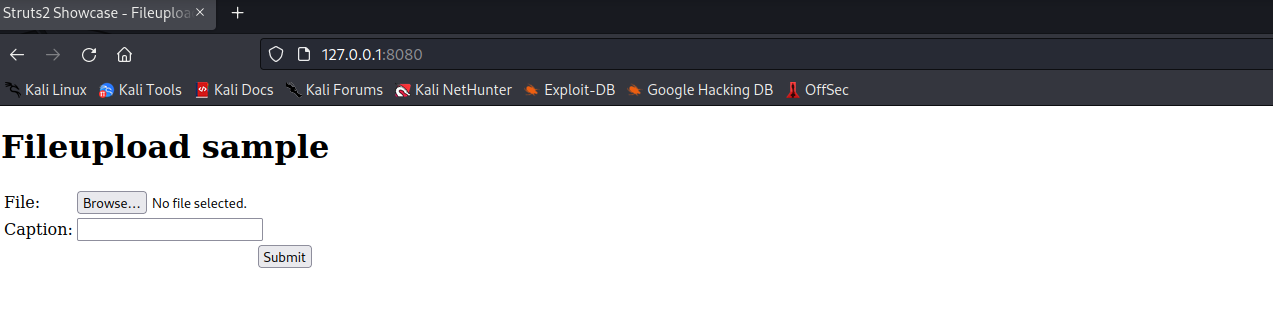 Struts2 Showcase - Fileuploa
127.0.0.1:8080
Kali Linux Kali Tools Kali Docs Kali Forums Kali NetHunter Exploit-DB Google Hacking DB OffSec
Fileupload sample
File: Browse... No file selected.
Caption:
Submit